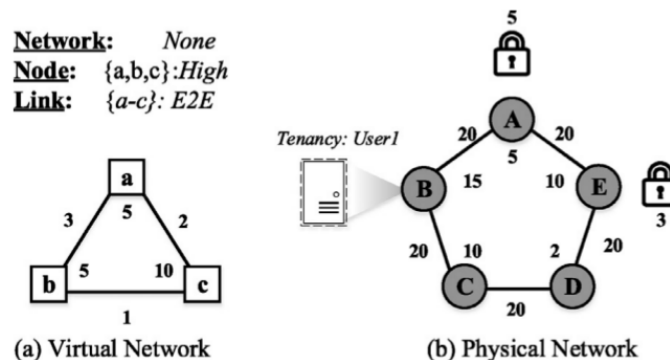 Network: None
Node: {a,b,c}:High
Link: {a-c}: E2E
a
5
3
2
5
10
b
c
1
(a) Virtual Network
5
Tenancy: User1
A
20
20
5
B
15
10
E
3
20
10
2
20
C
D
20
(b) Physical Network